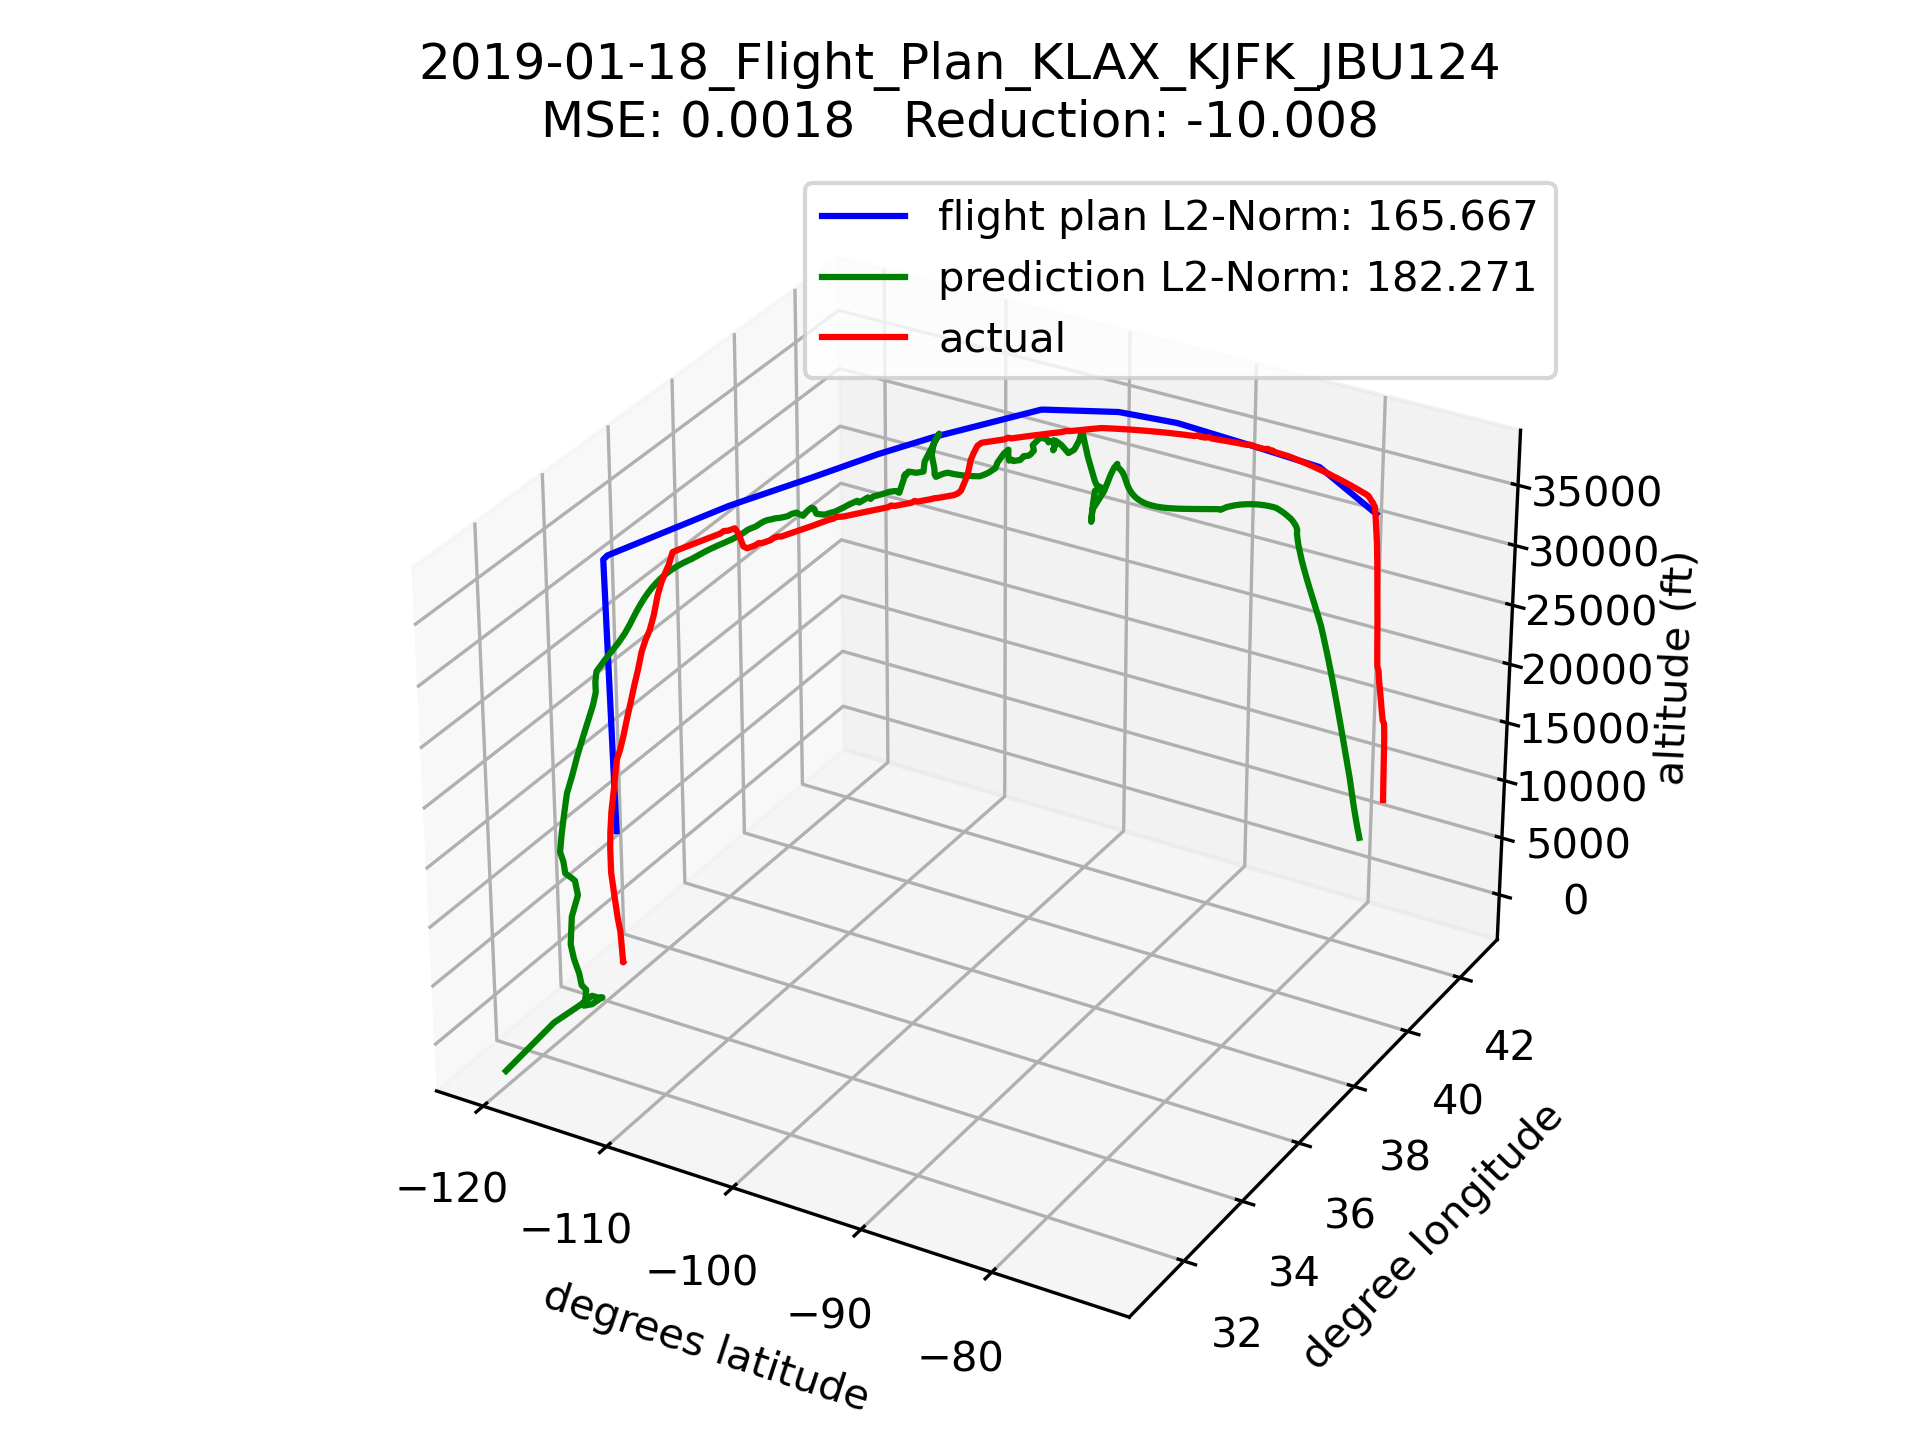 2019-01-18_Flight_Plan_KLAX_KJFK_JBU124
MSE: 0.0018   Reduction: -10.008
flight plan L2-Norm: 165.667
prediction L2-Norm: 182.271
actual
35000
30000
25000
20000
15000
10000
5000
0
altitude (ft)
42
40
38
36
34
32
degree longitude
−120
−110
−100
−90
−80
degrees latitude